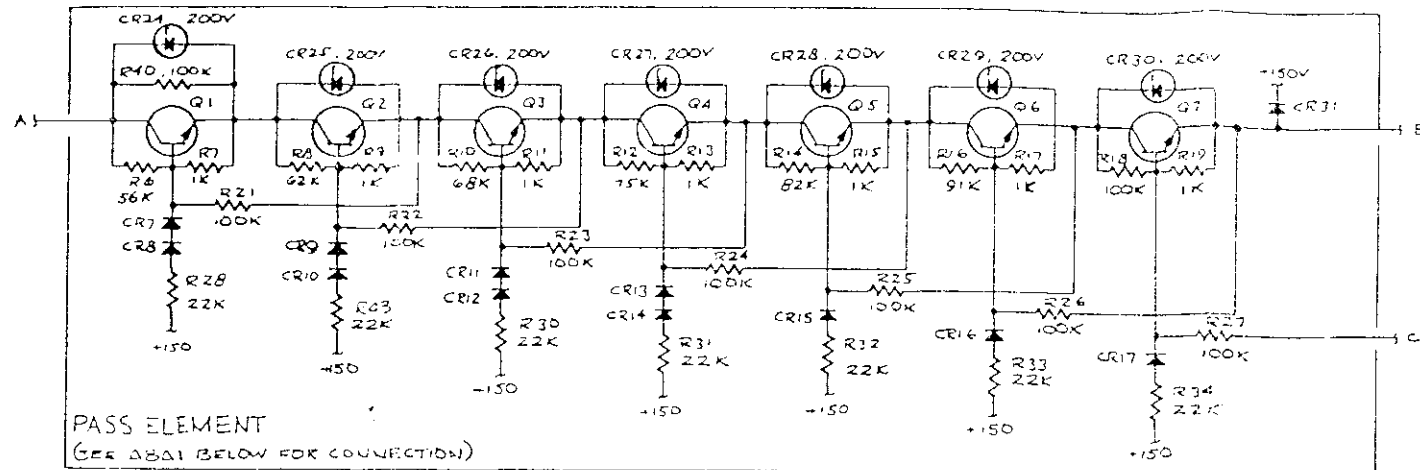 CR24 200V
R40, 100K
CR25, 200V
CR26, 200V
CR27, 200V
CR28, 200V
CR29, 200V
CR30, 200V
+150V
CR31
A
Q1
Q2
Q3
Q4
Q5
Q6
Q7
B
R6
56K
R7
1K
R8
62K
R9
1K
R10
68K
R11
1K
R12
75K
R13
1K
R14
82K
R15
1K
R16
91K
R17
1K
R18
100K
R19
1K
R21
100K
R22
100K
R23
100K
R24
100K
R25
100K
R26
100K
R27
100K
C
CR7
CR8
CR9
CR10
CR11
CR12
CR13
CR14
CR15
CR16
CR17
R28
22K
22K
R30
22K
R31
22K
R32
22K
R33
22K
R34
22K
+150
+150
+150
+150
+150
+150
+150
PASS ELEMENT
(SEE A8A1 BELOW FOR CONNECTION)